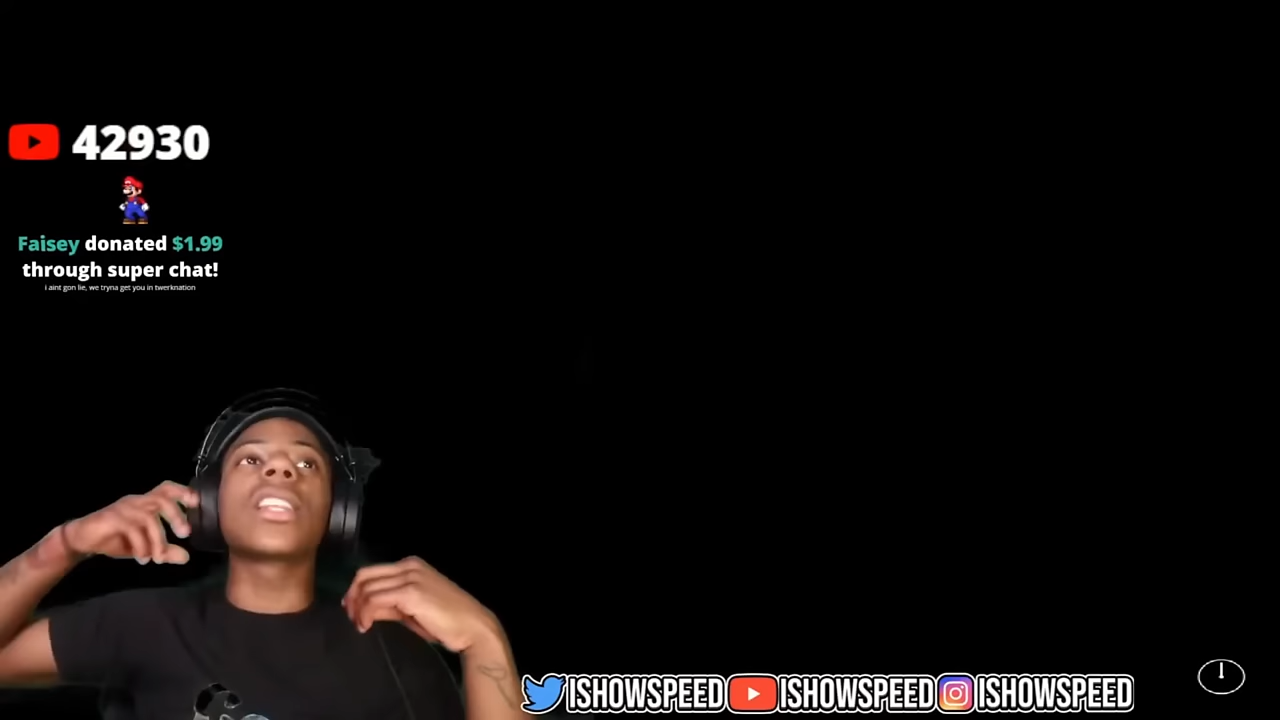 42930
Faisey donated $1.99
through super chat!
i aint gon lie, we tryna get you in twerknation
ISHOWSPEED ISHOWSPEED ISHOWSPEED